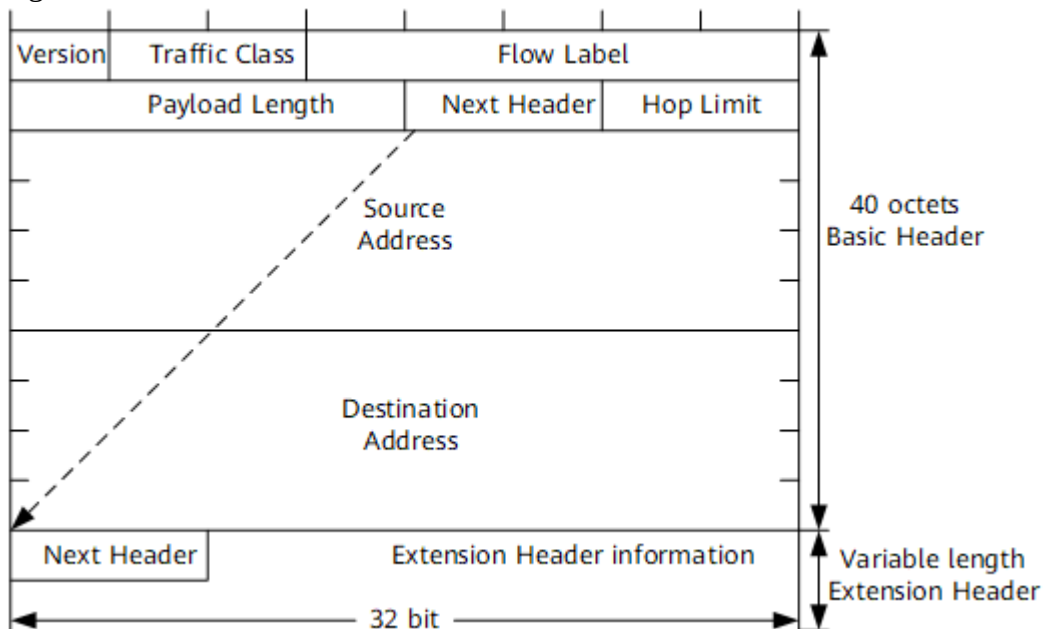 Version Traffic Class Flow Label
Payload Length Next Header Hop Limit
Source
Address
40 octets
Basic Header
Destination
Address
Next Header Extension Header information
Variable length
Extension Header
32 bit